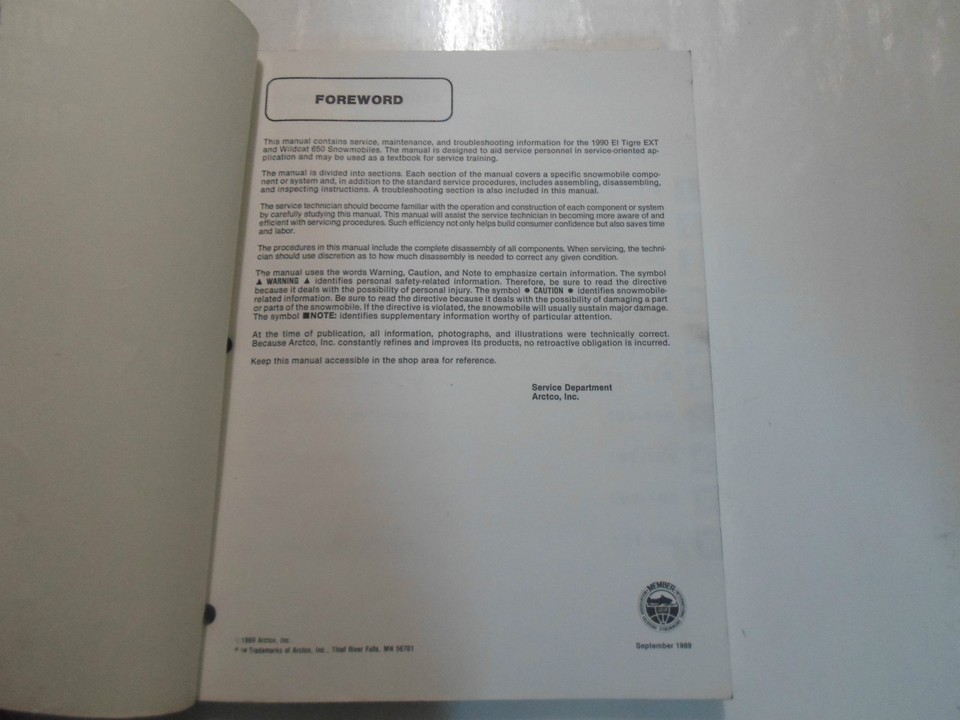 FOREWORD
This manual contains service, maintenance, and troubleshooting information for the 1990 El Tigre EXT
and Wildcat 650 Snowmobiles. The manual is designed to aid service personnel in service-oriented ap-
plication and may be used as a textbook for service training.
The manual is divided into sections. Each section of the manual covers a specific snowmobile compo-
nent or system and, in addition to the standard service procedures, includes assembling, disassembling,
and inspecting instructions. A troubleshooting section is also included in this manual.
The service technician should become familiar with the operation and construction of each component or system
by carefully studying this manual. This manual will assist the service technician in becoming more aware of and
efficient with servicing procedures. Such efficiency not only helps build consumer confidence but also saves time
and labor.
The procedures in this manual include the complete disassembly of all components. When servicing, the techni-
cian should use discretion as to how much disassembly is needed to correct any given condition.
The manual uses the words Warning, Caution, and Note to emphasize certain information. The symbol
▲ WARNING ▲ identifies personal safety-related information. Therefore, be sure to read the directive
because it deals with the possibility of personal injury. The symbol ● CAUTION ● identifies snowmobile-
related information. Be sure to read the directive because it deals with the possibility of damaging a part
or parts of the snowmobile. If the directive is violated, the snowmobile will usually sustain major damage.
The symbol ■NOTE: identifies supplementary information worthy of particular attention.
At the time of publication, all information, photographs, and illustrations were technically correct.
Because Arctco, Inc. constantly refines and improves its products, no retroactive obligation is incurred.
Keep this manual accessible in the shop area for reference.
Service Department
Arctco, Inc.
MEMBER
©1989 Arctco, Inc.
Trademarks of Arctco, Inc., Thief River Falls, MN 56701
September 1989